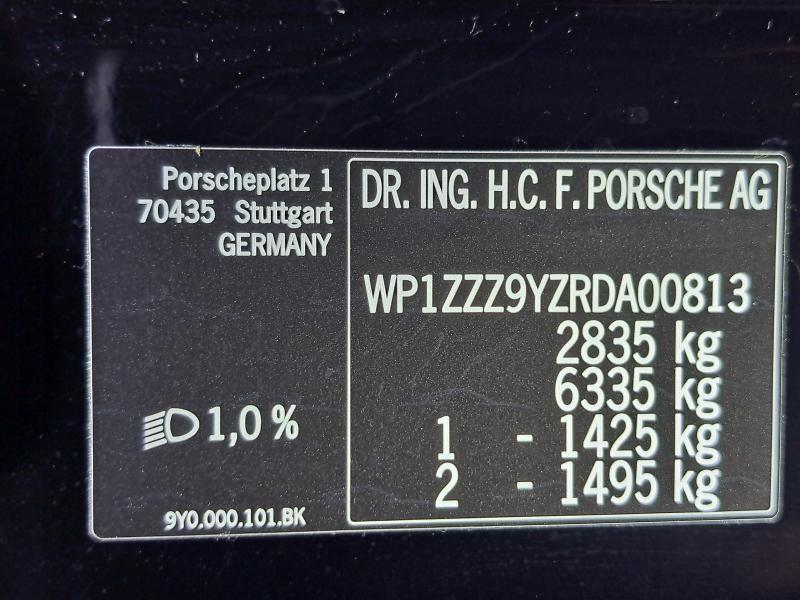 Porscheplatz 1
70435 Stuttgart
GERMANY
1,0 %
9Y0.000.101.BK
DR. ING. H.C. F. PORSCHE AG
WP1ZZZ9YZRDA00813
2835 kg
6335 kg
1 - 1425 kg
2 - 1495 kg